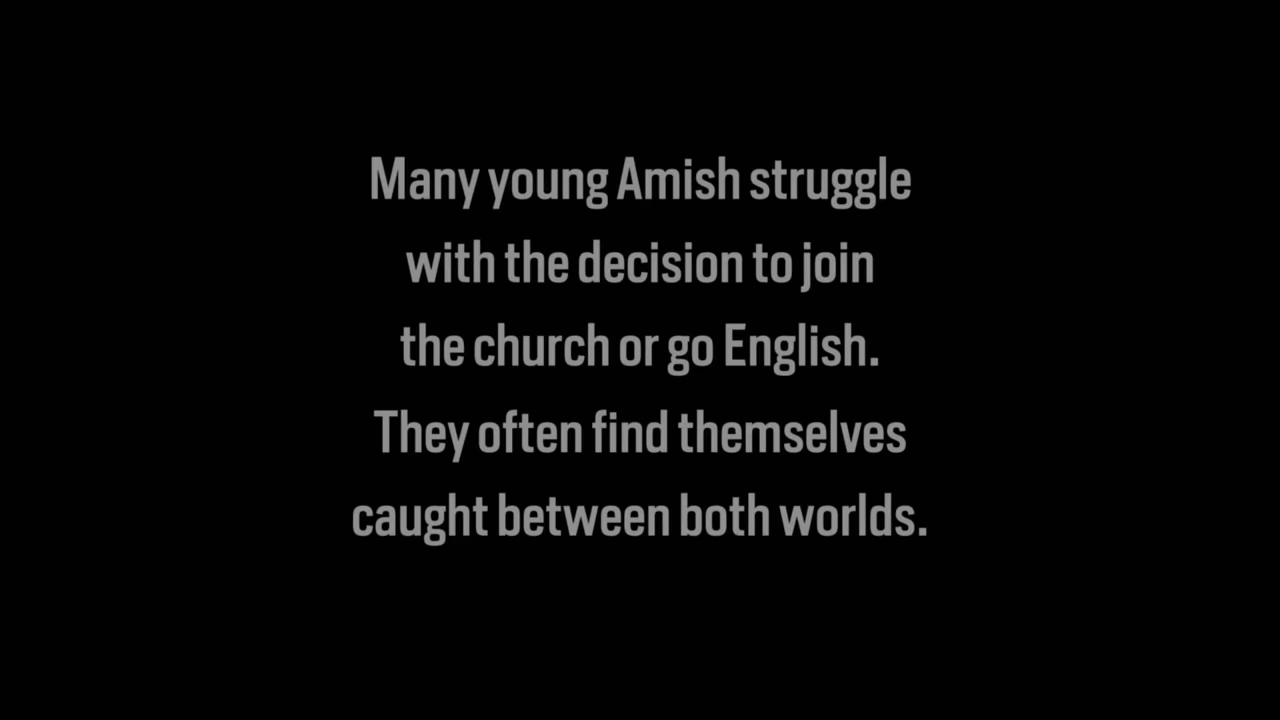 Many young Amish struggle
with the decision to join
the church or go English.
They often find themselves
caught between both worlds.